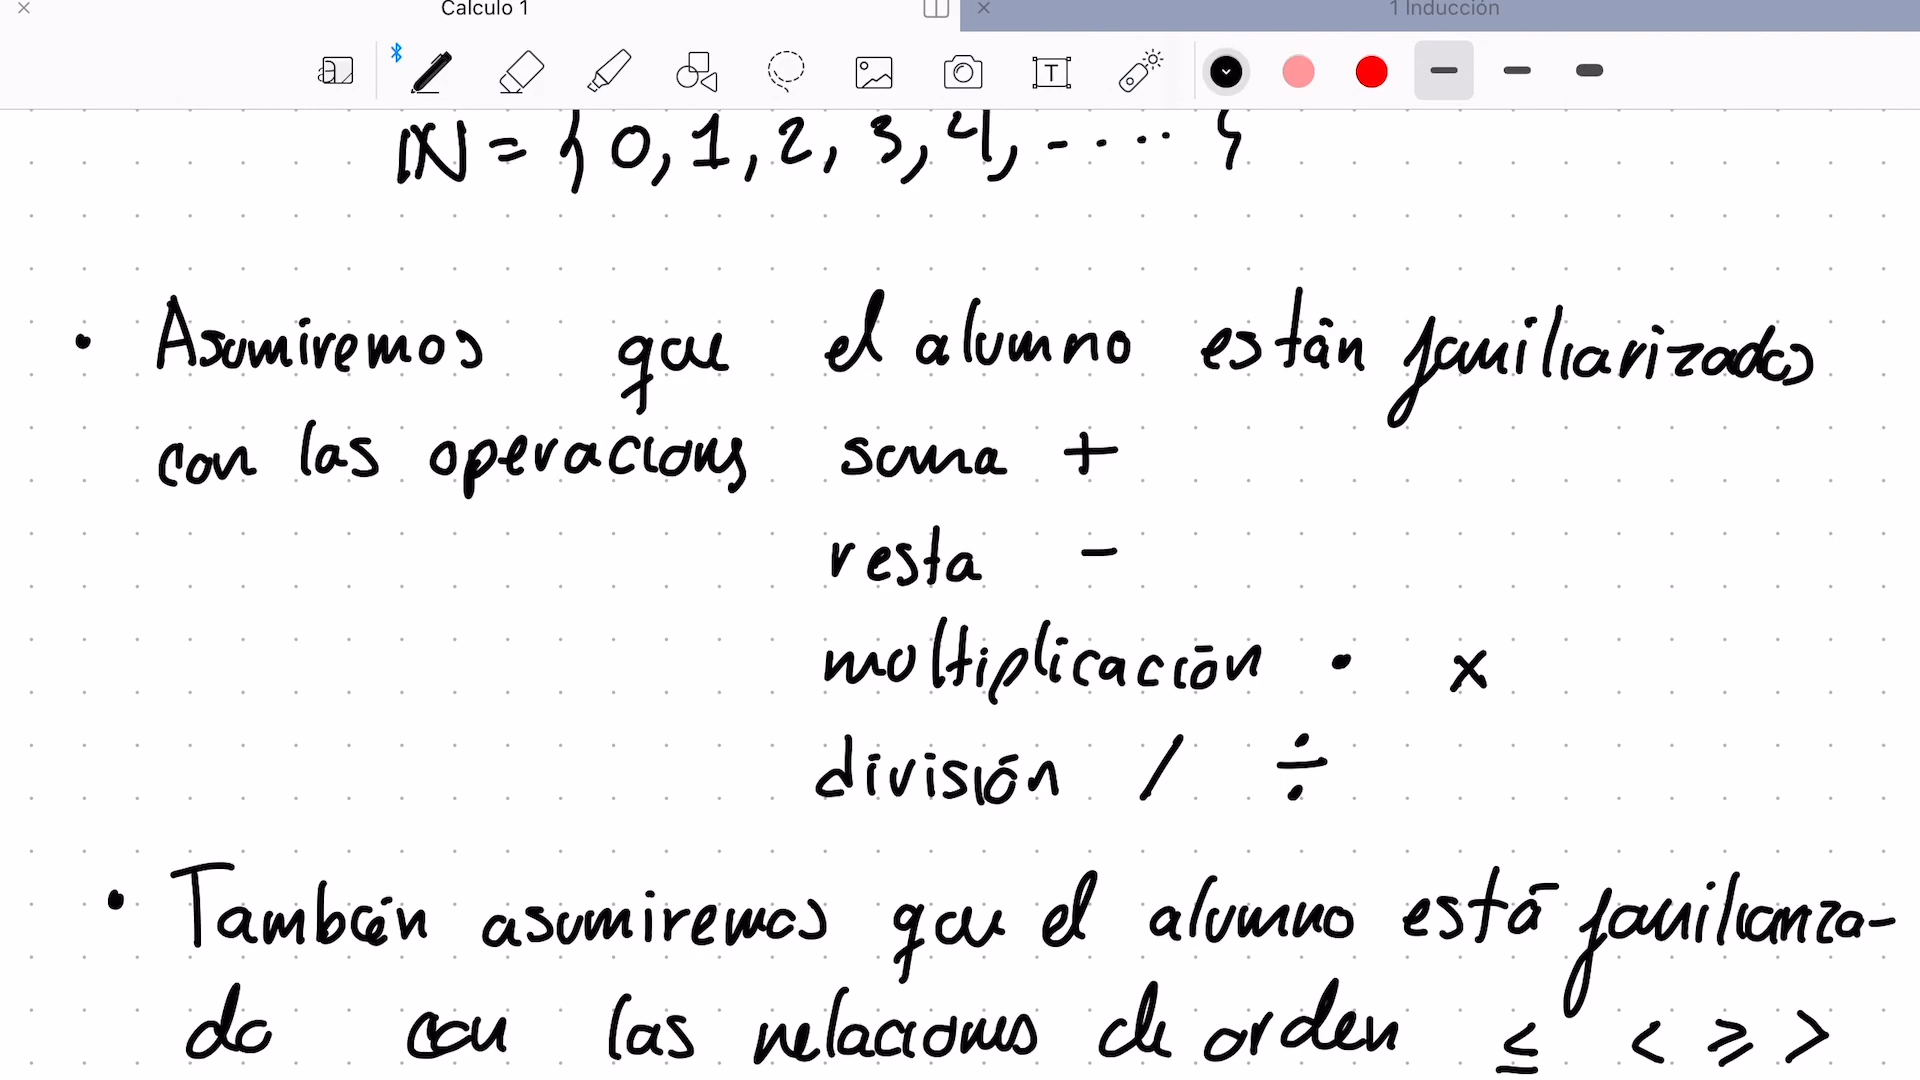 Calculo 1
1 Inducción
ℕ = { 0, 1, 2, 3, 4, ..... }
• Asumiremos que el alumno están familiarizados
con las operaciones suma +
resta -
moltiplicación • x
división / ÷
• También asumiremos que el alumno está familiariza-
do con las relaciones de orden ≤ < ≥ >